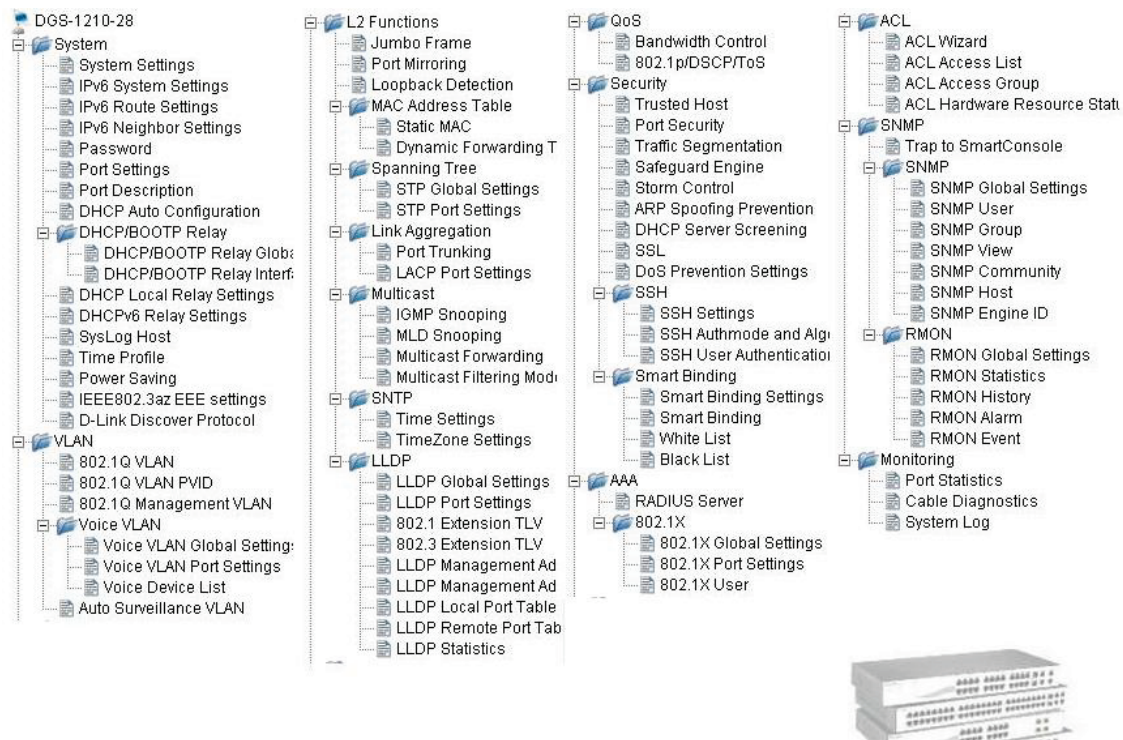 DGS-1210-28
System
System Settings
IPv6 System Settings
IPv6 Route Settings
IPv6 Neighbor Settings
Password
Port Settings
Port Description
DHCP Auto Configuration
DHCP/BOOTP Relay
DHCP/BOOTP Relay Globa
DHCP/BOOTP Relay Interf
DHCP Local Relay Settings
DHCPv6 Relay Settings
SysLog Host
Time Profile
Power Saving
IEEE802.3az EEE settings
D-Link Discover Protocol
VLAN
802.1Q VLAN
802.1Q VLAN PVID
802.1Q Management VLAN
Voice VLAN
Voice VLAN Global Setting
Voice VLAN Port Settings
Voice Device List
Auto Surveillance VLAN
L2 Functions
Jumbo Frame
Port Mirroring
Loopback Detection
MAC Address Table
Static MAC
Dynamic Forwarding T
Spanning Tree
STP Global Settings
STP Port Settings
Link Aggregation
Port Trunking
LACP Port Settings
Multicast
IGMP Snooping
MLD Snooping
Multicast Forwarding
Multicast Filtering Mod
SNTP
Time Settings
TimeZone Settings
LLDP
LLDP Global Settings
LLDP Port Settings
802.1 Extension TLV
802.3 Extension TLV
LLDP Management Ad
LLDP Management Ad
LLDP Local Port Table
LLDP Remote Port Tab
LLDP Statistics
QoS
Bandwidth Control
802.1p/DSCP/ToS
Security
Trusted Host
Port Security
Traffic Segmentation
Safeguard Engine
Storm Control
ARP Spoofing Prevention
DHCP Server Screening
SSL
DoS Prevention Settings
SSH
SSH Settings
SSH Authmode and Alg
SSH User Authentication
Smart Binding
Smart Binding Settings
Smart Binding
White List
Black List
AAA
RADIUS Server
802.1X
802.1X Global Settings
802.1X Port Settings
802.1X User
ACL
ACL Wizard
ACL Access List
ACL Access Group
ACL Hardware Resource Statu
SNMP
Trap to SmartConsole
SNMP
SNMP Global Settings
SNMP User
SNMP Group
SNMP View
SNMP Community
SNMP Host
SNMP Engine ID
RMON
RMON Global Settings
RMON Statistics
RMON History
RMON Alarm
RMON Event
Monitoring
Port Statistics
Cable Diagnostics
System Log